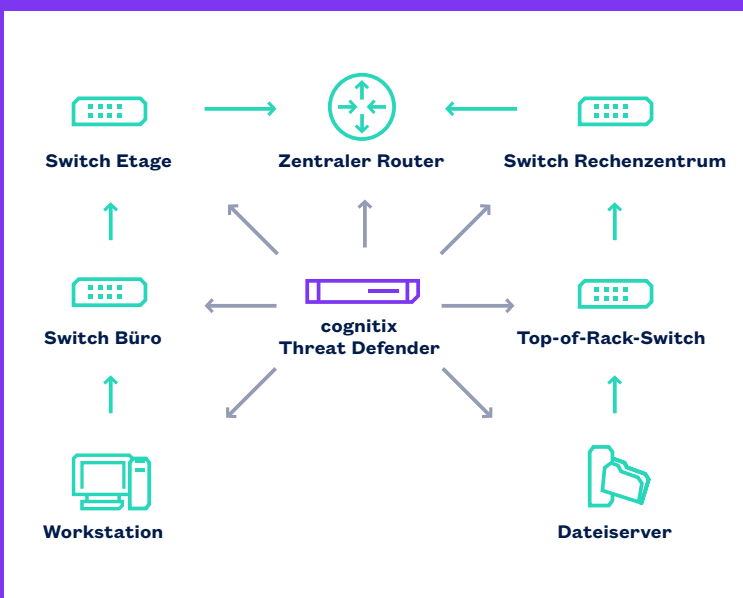 Switch Etage
Zentraler Router
Switch Rechenzentrum
Switch Büro
cognitix
Threat Defender
Top-of-Rack-Switch
Workstation
Dateiserver